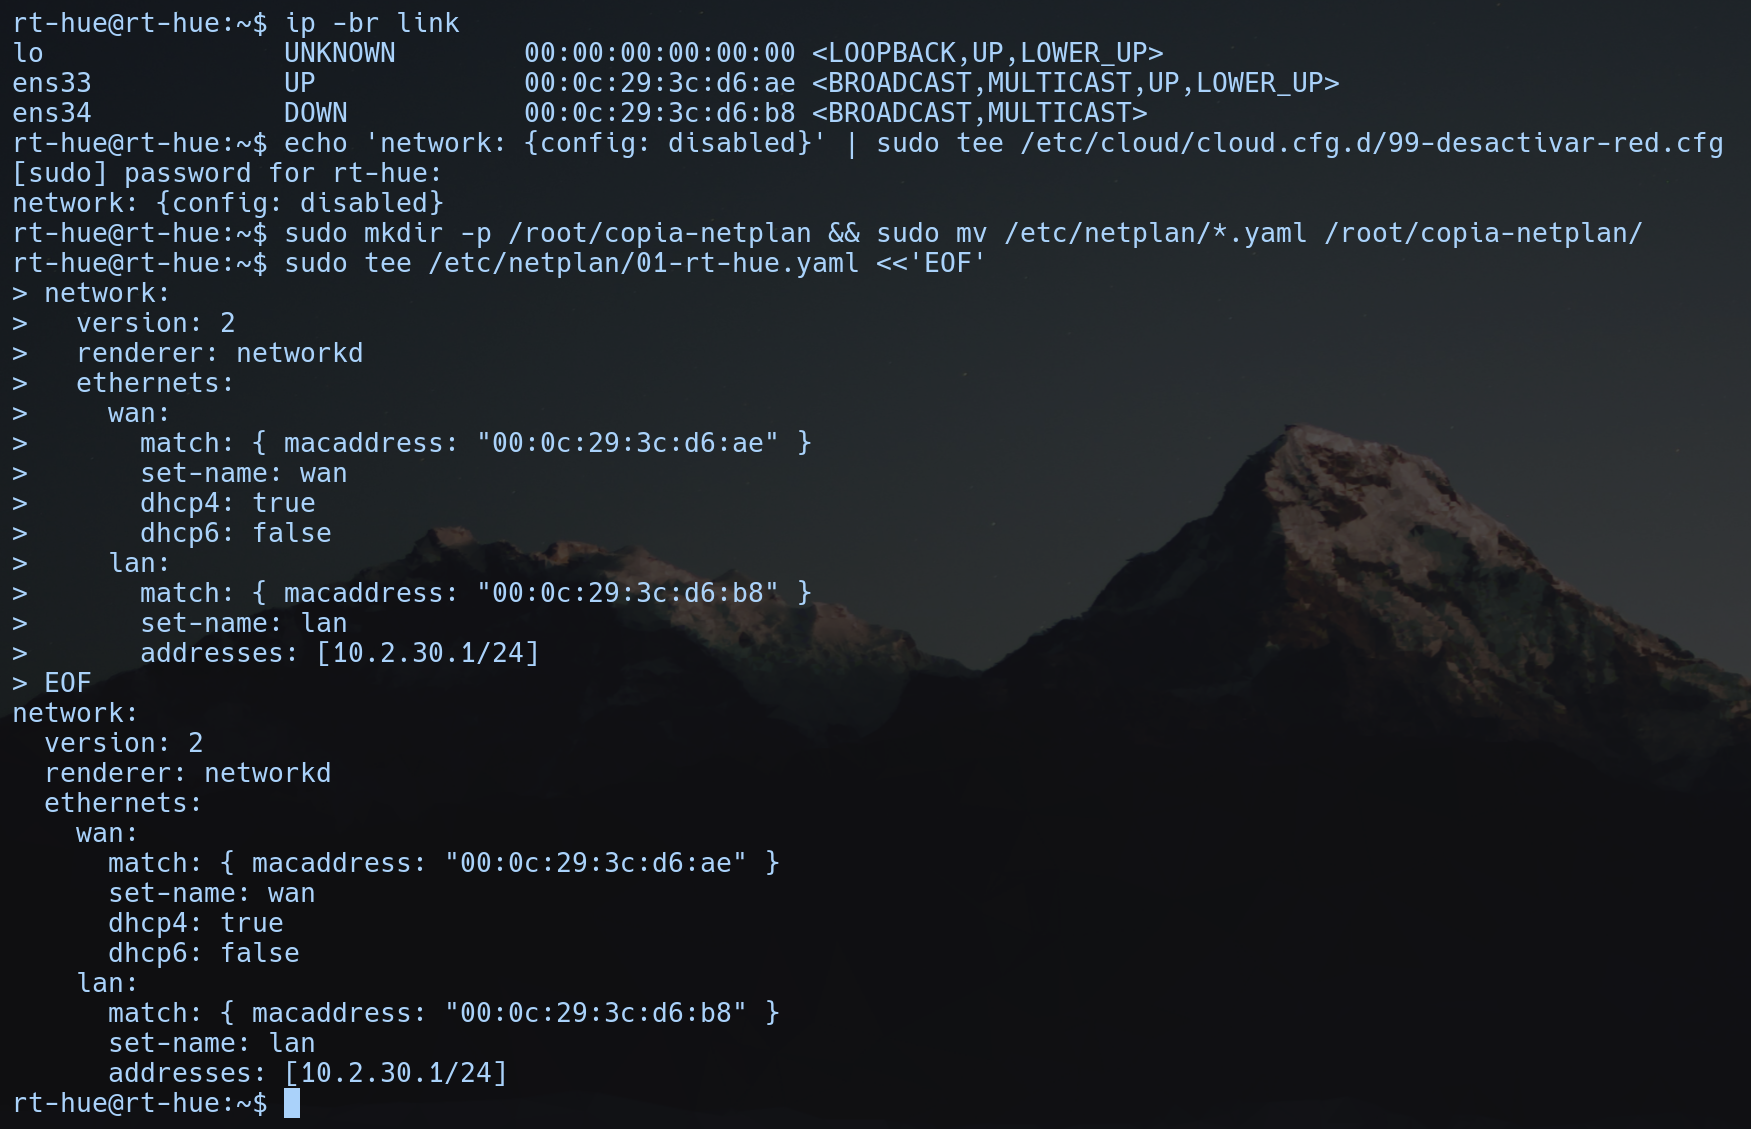 rt-hue@rt-hue:~$ ip -br link
lo               UNKNOWN        00:00:00:00:00:00 <LOOPBACK,UP,LOWER_UP>
ens33            UP             00:0c:29:3c:d6:ae <BROADCAST,MULTICAST,UP,LOWER_UP>
ens34            DOWN           00:0c:29:3c:d6:b8 <BROADCAST,MULTICAST>
rt-hue@rt-hue:~$ echo 'network: {config: disabled}' | sudo tee /etc/cloud/cloud.cfg.d/99-desactivar-red.cfg
[sudo] password for rt-hue:
network: {config: disabled}
rt-hue@rt-hue:~$ sudo mkdir -p /root/copia-netplan && sudo mv /etc/netplan/*.yaml /root/copia-netplan/
rt-hue@rt-hue:~$ sudo tee /etc/netplan/01-rt-hue.yaml <<'EOF'
> network:
>   version: 2
>   renderer: networkd
>   ethernets:
>     wan:
>       match: { macaddress: "00:0c:29:3c:d6:ae" }
>       set-name: wan
>       dhcp4: true
>       dhcp6: false
>     lan:
>       match: { macaddress: "00:0c:29:3c:d6:b8" }
>       set-name: lan
>       addresses: [10.2.30.1/24]
> EOF
network:
  version: 2
  renderer: networkd
  ethernets:
    wan:
      match: { macaddress: "00:0c:29:3c:d6:ae" }
      set-name: wan
      dhcp4: true
      dhcp6: false
    lan:
      match: { macaddress: "00:0c:29:3c:d6:b8" }
      set-name: lan
      addresses: [10.2.30.1/24]
rt-hue@rt-hue:~$